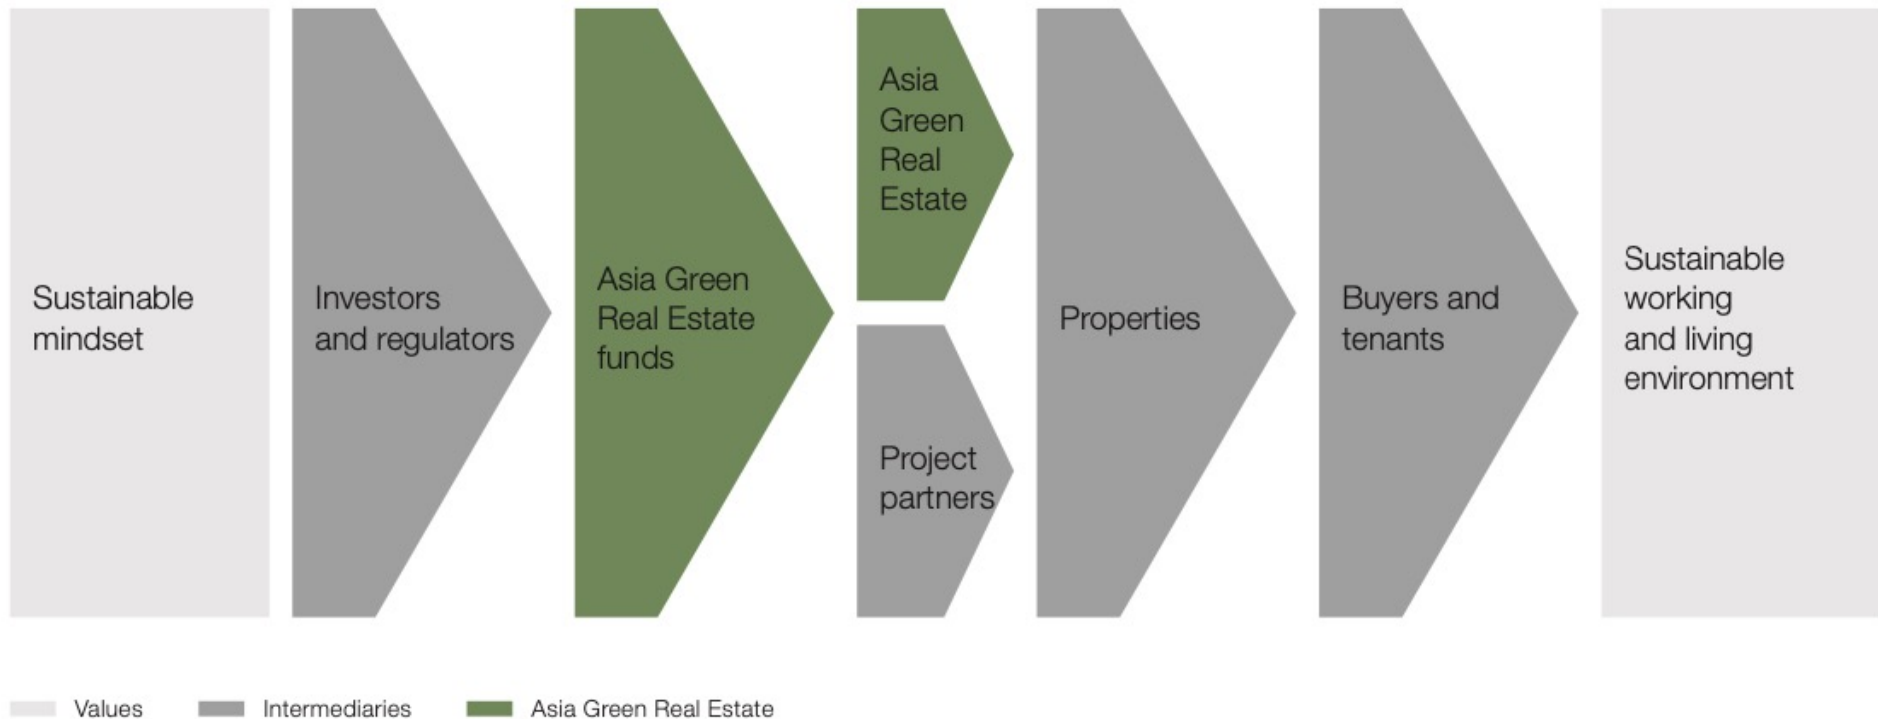 Sustainable
mindset
Investors
and regulators
Asia Green
Real Estate
funds
Asia
Green
Real
Estate
Project
partners
Properties
Buyers and
tenants
Sustainable
working
and living
environment
Values
Intermediaries
Asia Green Real Estate